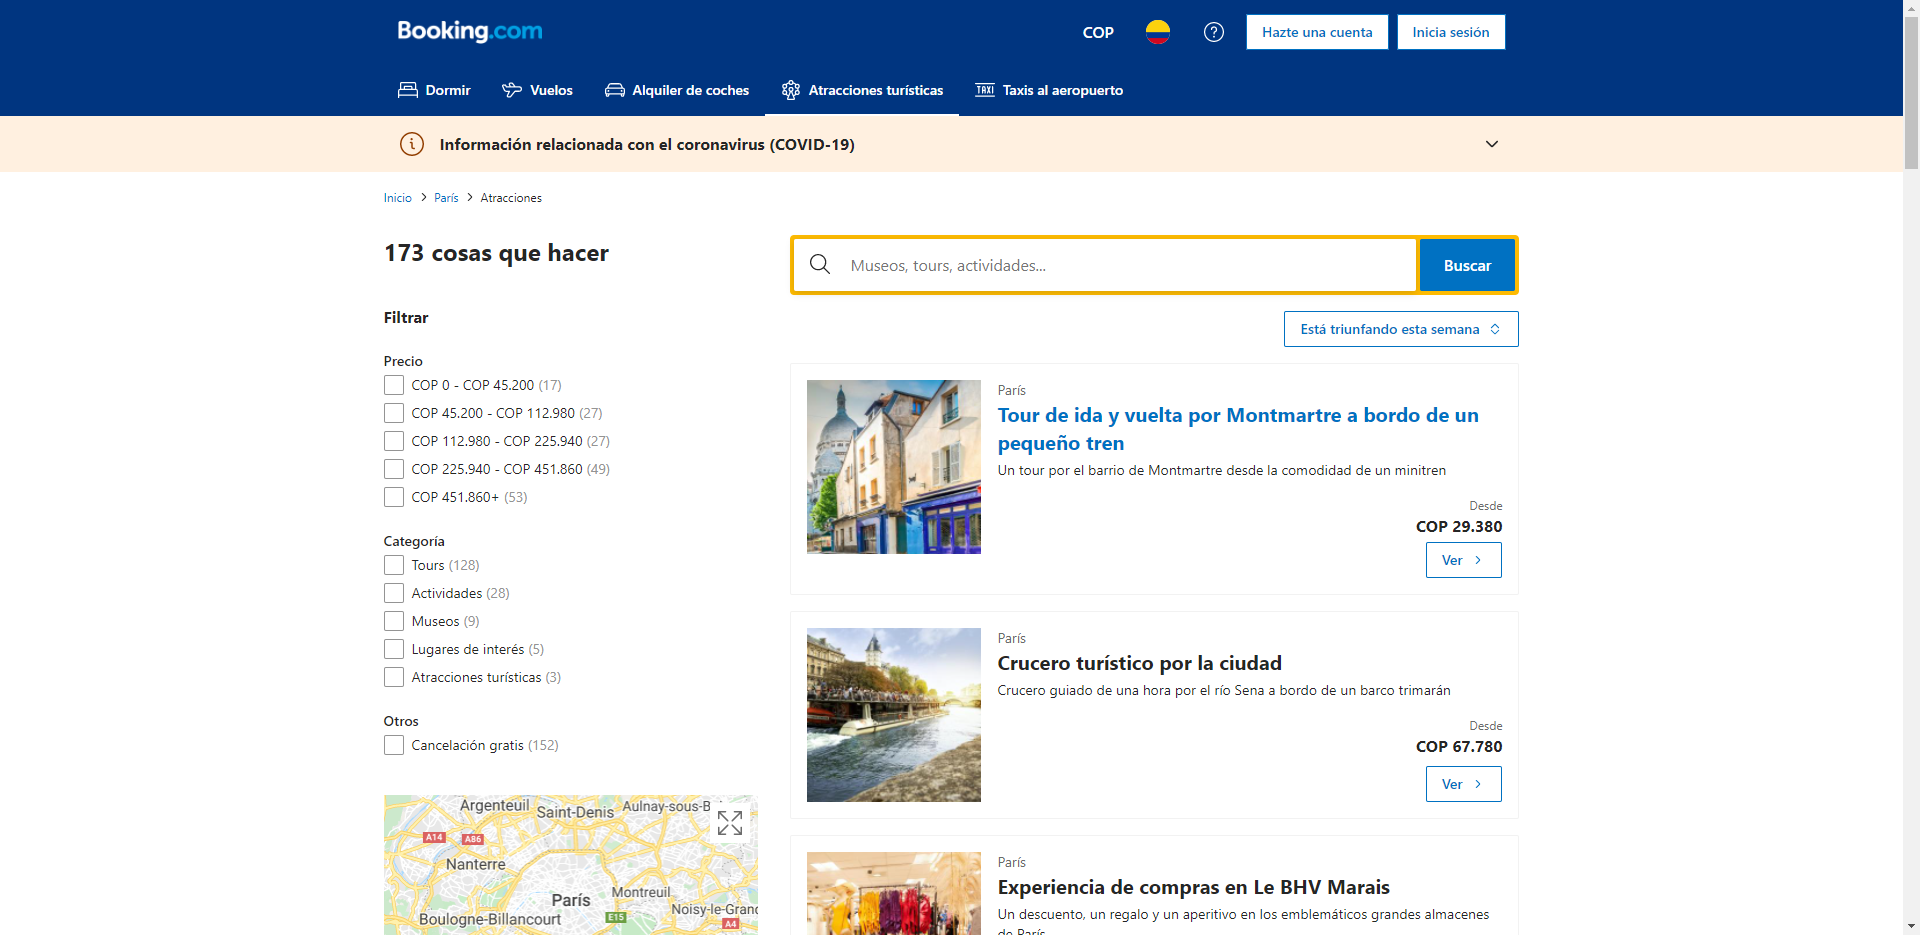 Booking.com
COP
Hazte una cuenta
Inicia sesión
Dormir
Vuelos
Alquiler de coches
Atracciones turísticas
TAXI
Taxis al aeropuerto
Información relacionada con el coronavirus (COVID-19)
Inicio > París > Atracciones
173 cosas que hacer
Museos, tours, actividades...
Buscar
Está triunfando esta semana
Filtrar
Precio
COP 0 - COP 45.200 (17)
COP 45.200 - COP 112.980 (27)
COP 112.980 - COP 225.940 (27)
COP 225.940 - COP 451.860 (49)
COP 451.860+ (53)
Categoría
Tours (128)
Actividades (28)
Museos (9)
Lugares de interés (5)
Atracciones turísticas (3)
Otros
Cancelación gratis (152)
Argenteuil
Saint-Denis
Aulnay-sous-B
A14
A86
Nanterre
París
Montreuil
Boulogne-Billancourt
E15
Noisy-le-Grand
A4
París
Tour de ida y vuelta por Montmartre a bordo de un
pequeño tren
Un tour por el barrio de Montmartre desde la comodidad de un minitren
Desde
COP 29.380
Ver
París
Crucero turístico por la ciudad
Crucero guiado de una hora por el río Sena a bordo de un barco trimarán
Desde
COP 67.780
Ver
París
Experiencia de compras en Le BHV Marais
Un descuento, un regalo y un aperitivo en los emblemáticos grandes almacenes
de París